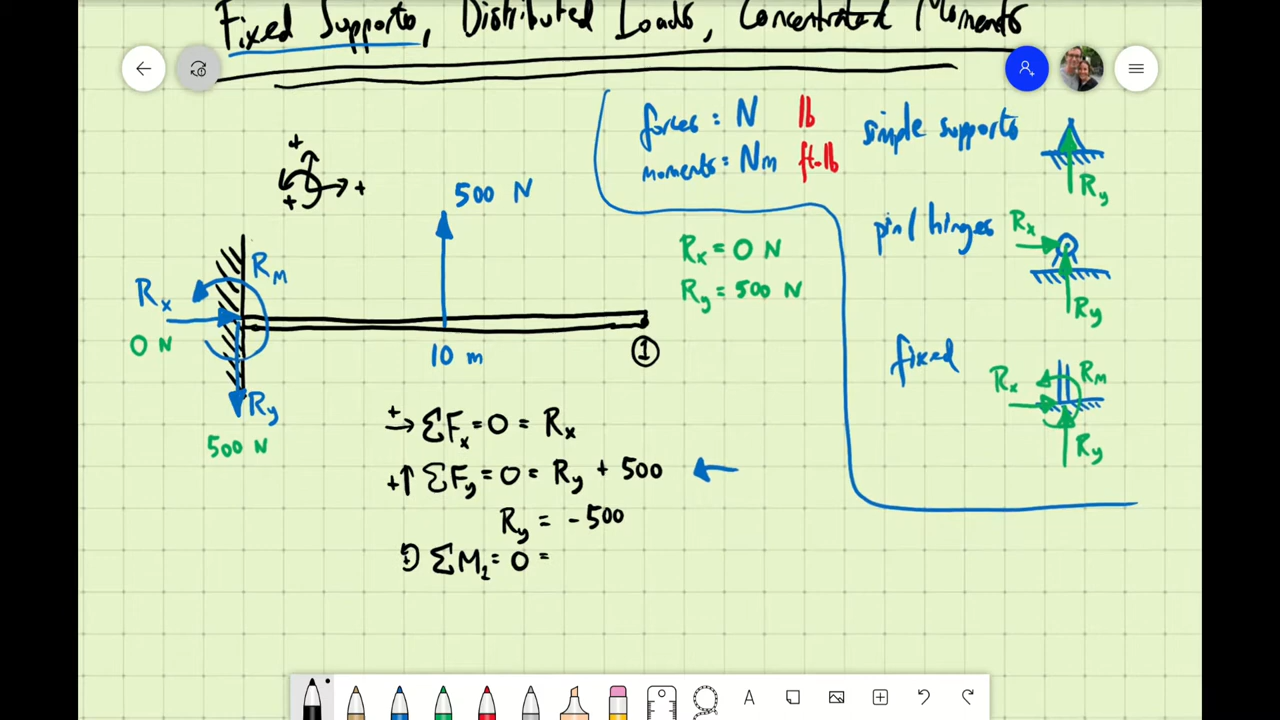 Fixed Supports, Distributed Loads, Concentrated Moments
forces: N lb
moments: Nm ft·lb
simple supports
Ry
+
+
+
500 N
Rx = 0 N
Ry = 500 N
pin/hinges
Rx
Ry
RM
Rx
0 N
10 m
1
Ry
500 N
fixed
Rx
RM
Ry
+→ ΣFx = 0 = Rx
+↑ ΣFy = 0 = Ry + 500 ←
Ry = -500
+ ΣM1 = 0 =
A